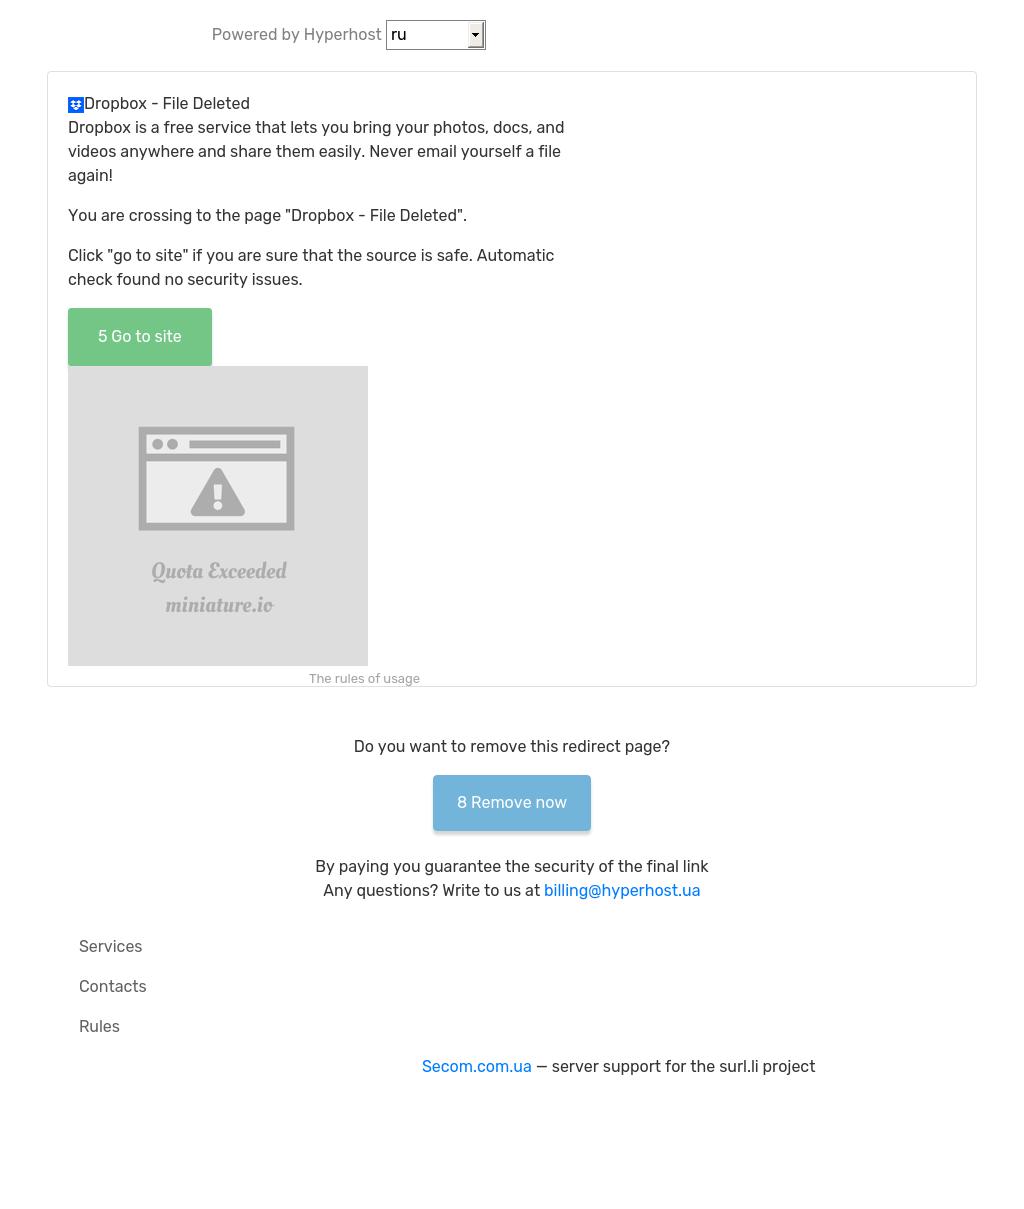 Powered by Hyperhost ru
Dropbox - File Deleted
Dropbox is a free service that lets you bring your photos, docs, and
videos anywhere and share them easily. Never email yourself a file
again!
You are crossing to the page "Dropbox - File Deleted".
Click "go to site" if you are sure that the source is safe. Automatic
check found no security issues.
5 Go to site
Quota Exceeded
miniature.io
The rules of usage
Do you want to remove this redirect page?
8 Remove now
By paying you guarantee the security of the final link
Any questions? Write to us at billing@hyperhost.ua
Services
Contacts
Rules
Secom.com.ua — server support for the surl.li project